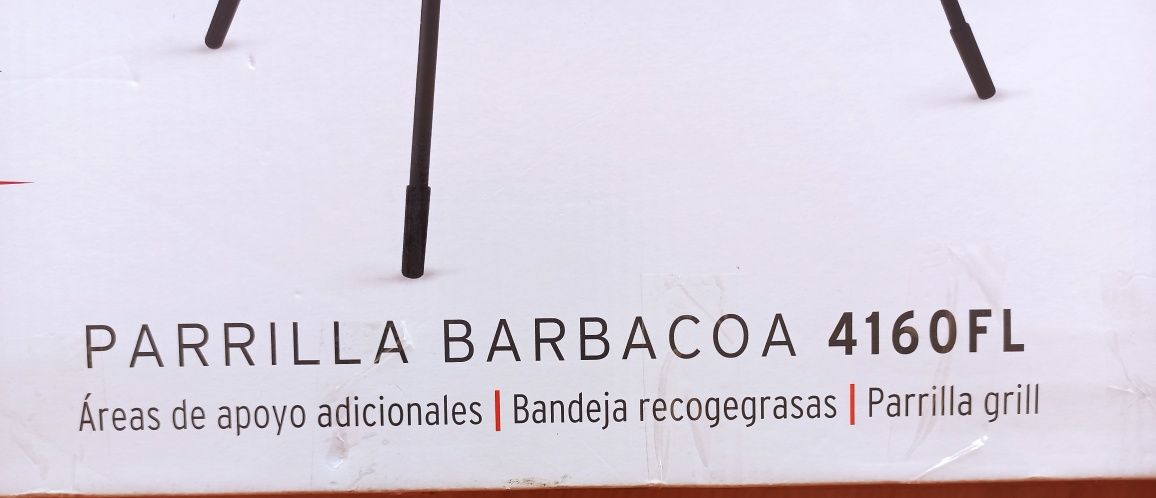 PARRILLA BARBACOA 4160FL
Áreas de apoyo adicionales | Bandeja recogegrasas | Parrilla grill